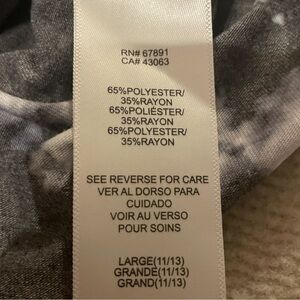 RN# 67891
CA# 43063
65%POLYESTER/
35%RAYON
65%POLIÉSTER/
35%RAYON
65%POLYESTER/
35%RAYON
SEE REVERSE FOR CARE
VER AL DORSO PARA
CUIDADO
VOIR AU VERSO
POUR SOINS
LARGE(11/13)
GRANDE(11/13)
GRAND(11/13)